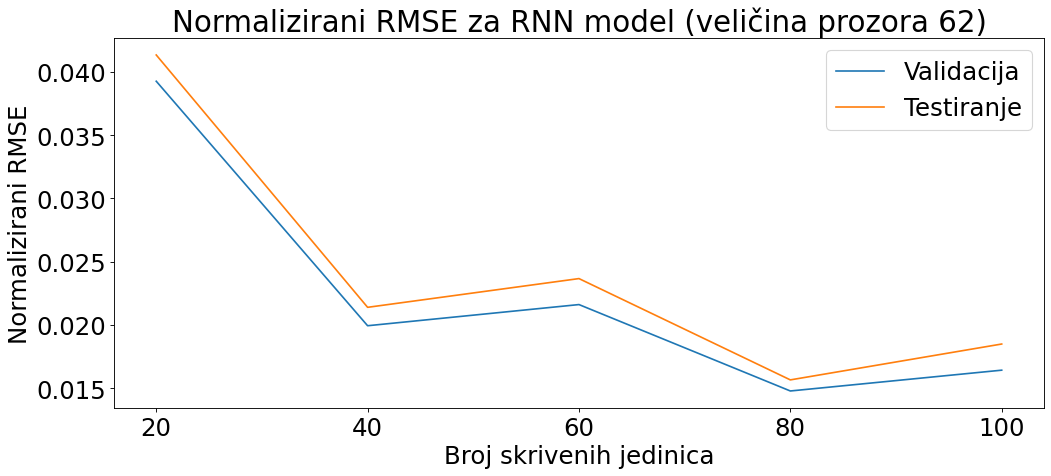 Normalizirani RMSE za RNN model (veličina prozora 62)
Normalizirani RMSE
0.040
0.035
0.030
0.025
0.020
0.015
Validacija
Testiranje
20 40 60 80 100
Broj skrivenih jedinica